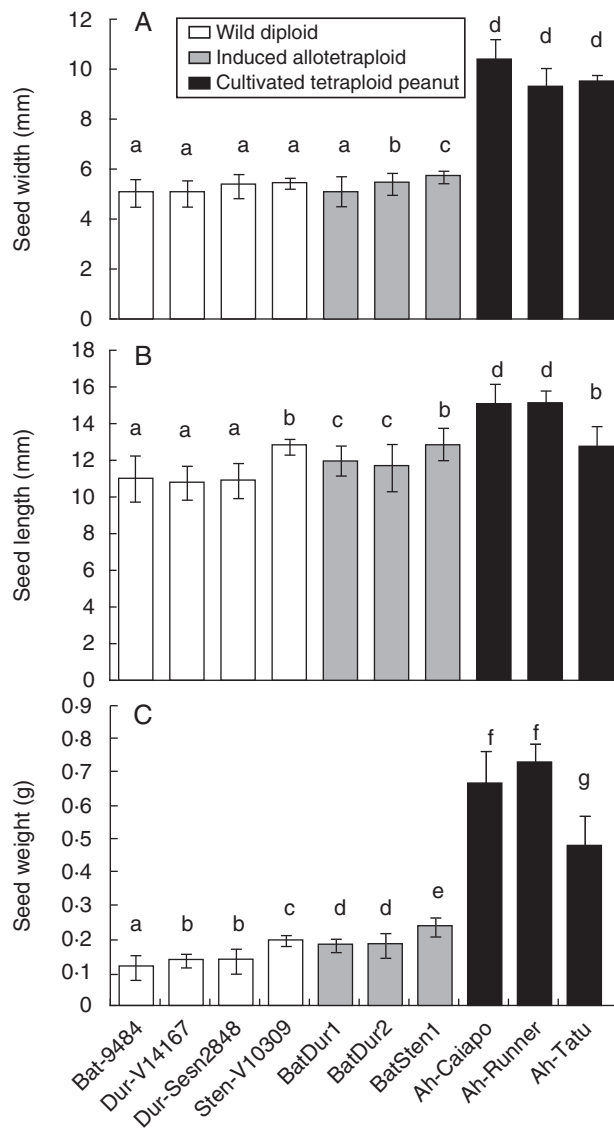 A
Wild diploid
Induced allotetraploid
Cultivated tetraploid peanut
Seed width (mm)
12
10
8
6
4
2
0
a a a a a b c d d d
B
Seed length (mm)
18
16
14
12
10
8
6
4
2
0
a a a b c c b d d b
C
Seed weight (g)
0·9
0·8
0·7
0·6
0·5
0·4
0·3
0·2
0·1
0
a b b c d d e f f g
Bat-9484
Dur-V14167
Dur-Sesn2848
Sten-V10309
BatDur1
BatDur2
BatSten1
Ah-Caiapo
Ah-Runner
Ah-Tatu